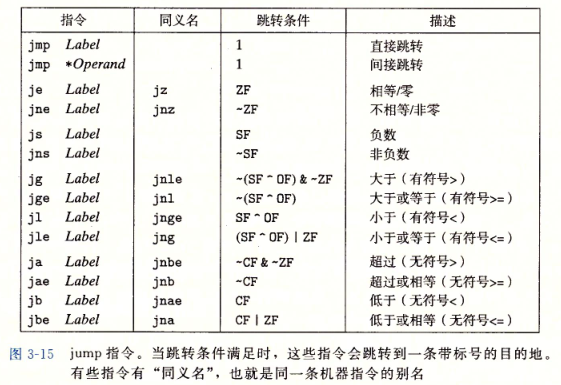 指令 同义名 跳转条件 描述
jmp Label 1 直接跳转
jmp *Operand 1 间接跳转
je Label jz ZF 相等/零
jne Label jnz ~ZF 不相等/非零
js Label SF 负数
jns Label ~SF 非负数
jg Label jnle ~(SF ^ OF) & ~ZF 大于（有符号>）
jge Label jnl ~(SF ^ OF) 大于或等于（有符号>=）
jl Label jnge SF ^ OF 小于（有符号<）
jle Label jng (SF ^ OF) | ZF 小于或等于（有符号<=）
ja Label jnbe ~CF & ~ZF 超过（无符号>）
jae Label jnb ~CF 超过或相等（无符号>=）
jb Label jnae CF 低于（无符号<）
jbe Label jna CF | ZF 低于或相等（无符号<=）
图 3-15 jump 指令。当跳转条件满足时，这些指令会跳转到一条带标号的目的地。
有些指令有“同义名”，也就是同一条机器指令的别名